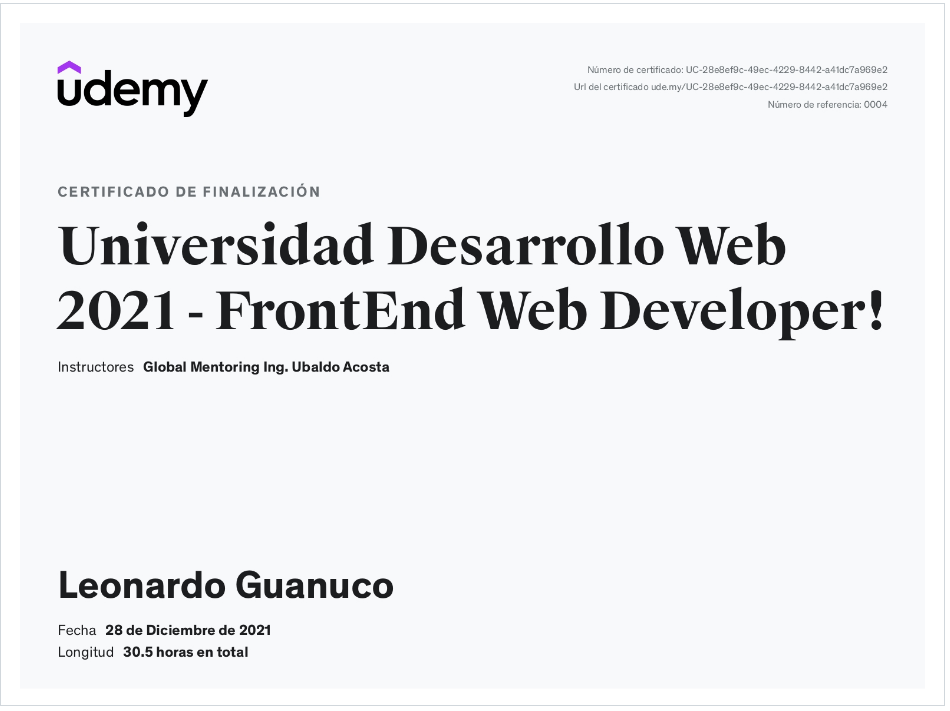 udemy
Número de certificado: UC-28e8ef9c-49ec-4229-8442-a41dc7a969e2
Url del certificado ude.my/UC-28e8ef9c-49ec-4229-8442-a41dc7a969e2
Número de referencia: 0004
CERTIFICADO DE FINALIZACIÓN
Universidad Desarrollo Web
2021 - FrontEnd Web Developer!
Instructores Global Mentoring Ing. Ubaldo Acosta
Leonardo Guanuco
Fecha 28 de Diciembre de 2021
Longitud 30.5 horas en total